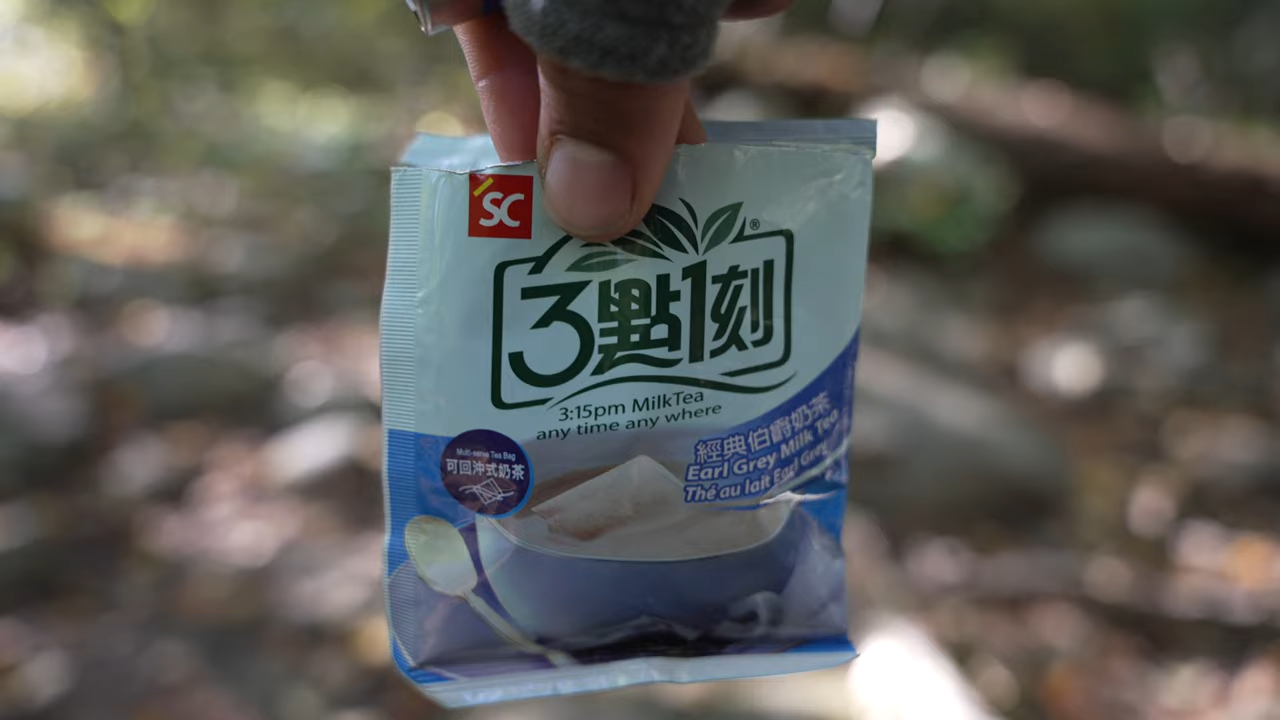 SC
®
3點1刻
3:15pm MilkTea
any time any where
Multi-serve Tea Bag
可回沖式奶茶
經典伯爵奶茶
Earl Grey Milk Tea
Thé au lait Earl Grey